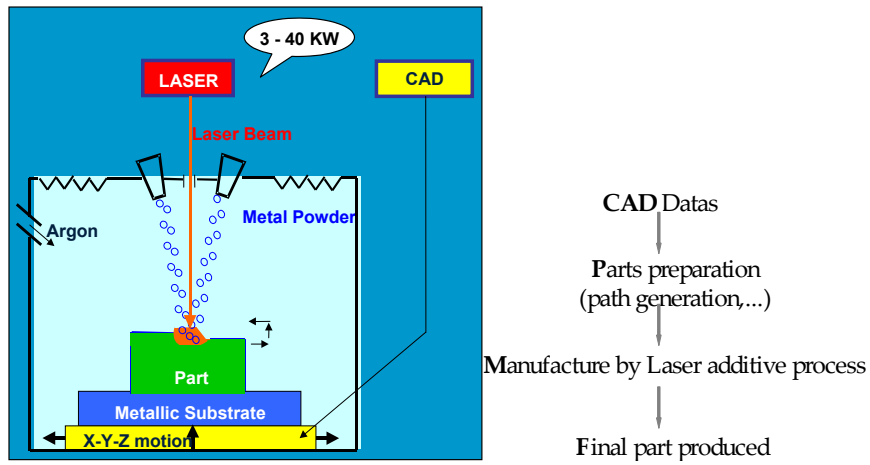 3 - 40 KW
LASER
CAD
Laser Beam
Metal Powder
Argon
Part
Metallic Substrate
X-Y-Z motion
CAD Datas
Parts preparation
(path generation,...)
Manufacture by Laser additive process
Final part produced